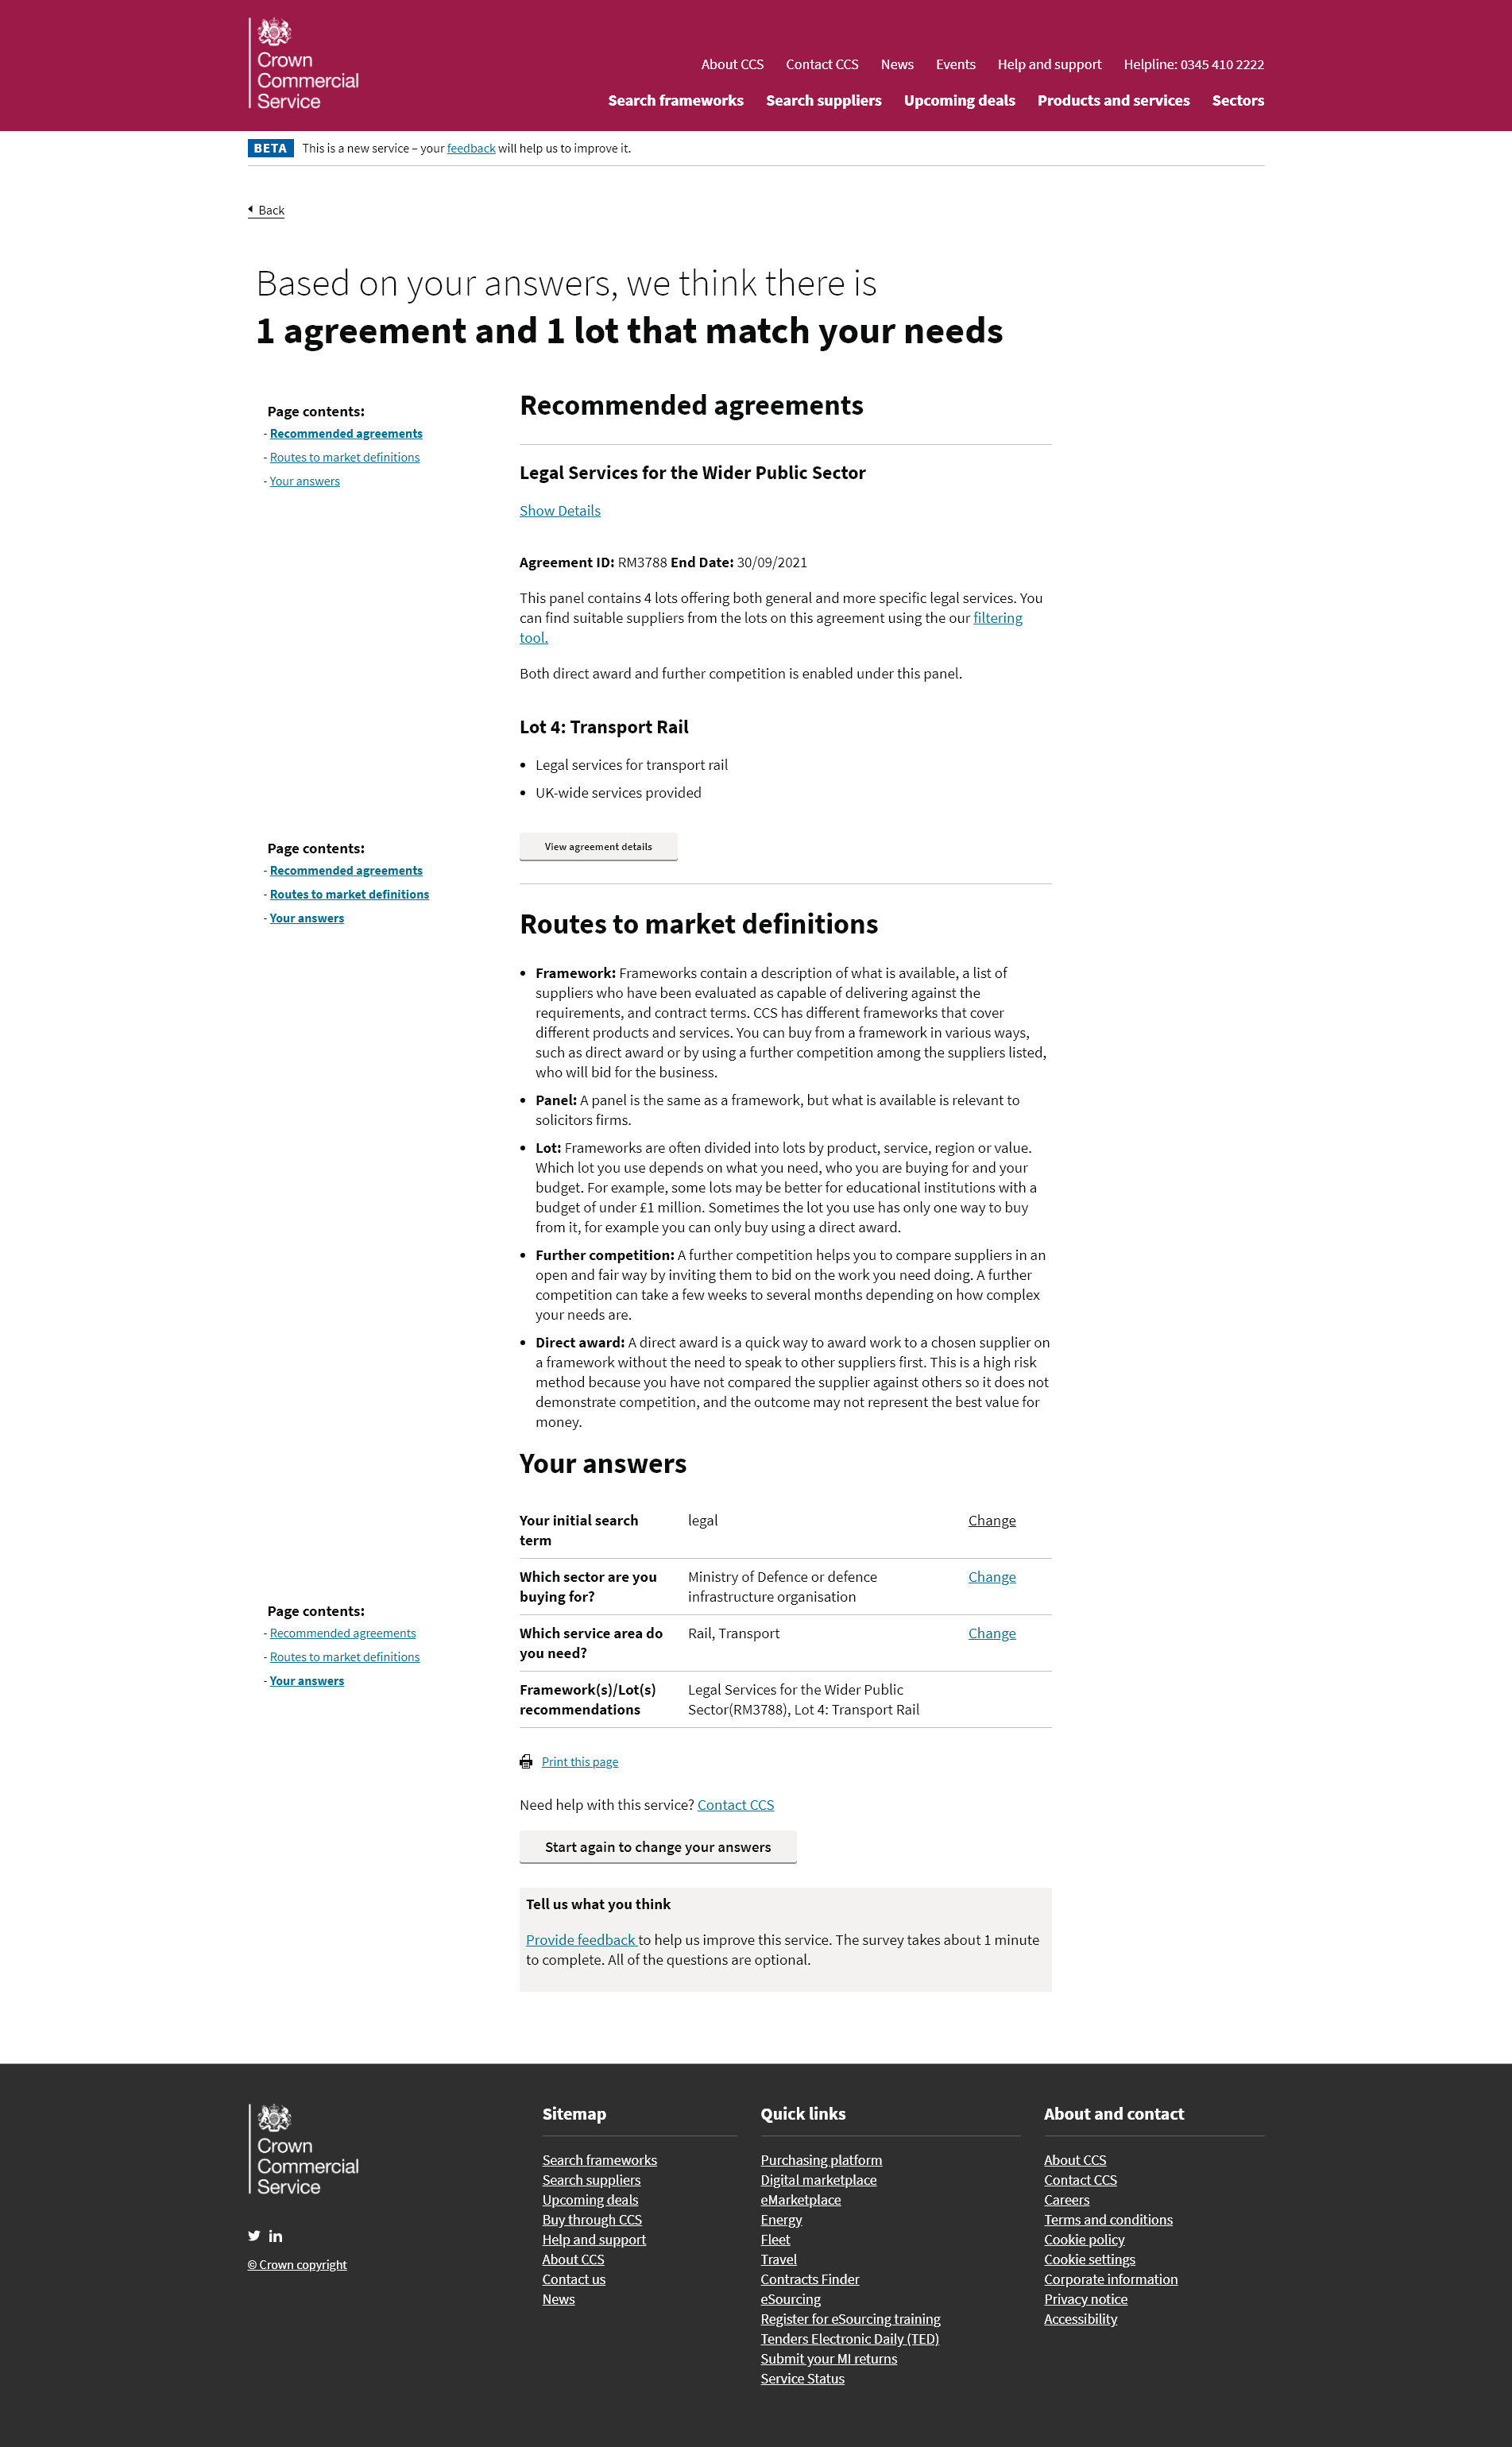 Crown
Commercial
Service
About CCS Contact CCS News Events Help and support Helpline: 0345 410 2222
Search frameworks Search suppliers Upcoming deals Products and services Sectors
BETA This is a new service – your feedback will help us to improve it.
Back
Based on your answers, we think there is
1 agreement and 1 lot that match your needs
Page contents:
- Recommended agreements
- Routes to market definitions
- Your answers
Recommended agreements
Legal Services for the Wider Public Sector
Show Details
Agreement ID: RM3788 End Date: 30/09/2021
This panel contains 4 lots offering both general and more specific legal services. You
can find suitable suppliers from the lots on this agreement using the our filtering
tool.
Both direct award and further competition is enabled under this panel.
Lot 4: Transport Rail
• Legal services for transport rail
• UK-wide services provided
View agreement details
Page contents:
- Recommended agreements
- Routes to market definitions
- Your answers
Routes to market definitions
• Framework: Frameworks contain a description of what is available, a list of
suppliers who have been evaluated as capable of delivering against the
requirements, and contract terms. CCS has different frameworks that cover
different products and services. You can buy from a framework in various ways,
such as direct award or by using a further competition among the suppliers listed,
who will bid for the business.
• Panel: A panel is the same as a framework, but what is available is relevant to
solicitors firms.
• Lot: Frameworks are often divided into lots by product, service, region or value.
Which lot you use depends on what you need, who you are buying for and your
budget. For example, some lots may be better for educational institutions with a
budget of under £1 million. Sometimes the lot you use has only one way to buy
from it, for example you can only buy using a direct award.
• Further competition: A further competition helps you to compare suppliers in an
open and fair way by inviting them to bid on the work you need doing. A further
competition can take a few weeks to several months depending on how complex
your needs are.
• Direct award: A direct award is a quick way to award work to a chosen supplier on
a framework without the need to speak to other suppliers first. This is a high risk
method because you have not compared the supplier against others so it does not
demonstrate competition, and the outcome may not represent the best value for
money.
Your answers
Your initial search legal Change
term
Which sector are you Ministry of Defence or defence Change
buying for? infrastructure organisation
Which service area do Rail, Transport Change
you need?
Framework(s)/Lot(s) Legal Services for the Wider Public
recommendations Sector(RM3788), Lot 4: Transport Rail
Page contents:
- Recommended agreements
- Routes to market definitions
- Your answers
Print this page
Need help with this service? Contact CCS
Start again to change your answers
Tell us what you think
Provide feedback to help us improve this service. The survey takes about 1 minute
to complete. All of the questions are optional.
Crown
Commercial
Service
© Crown copyright
Sitemap
Search frameworks
Search suppliers
Upcoming deals
Buy through CCS
Help and support
About CCS
Contact us
News
Quick links
Purchasing platform
Digital marketplace
eMarketplace
Energy
Fleet
Travel
Contracts Finder
eSourcing
Register for eSourcing training
Tenders Electronic Daily (TED)
Submit your MI returns
Service Status
About and contact
About CCS
Contact CCS
Careers
Terms and conditions
Cookie policy
Cookie settings
Corporate information
Privacy notice
Accessibility